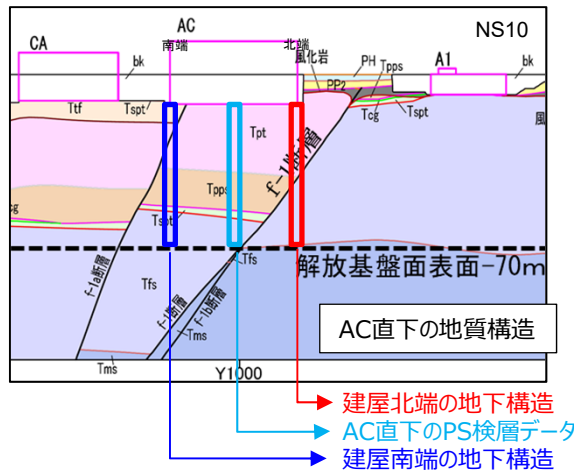 NS10
AC
CA
南端
北端
bk
風化岩
PH
Tpps
A1
bk
PP2
Ttf
Tspt
Tcg
Tspt
風
Tpt
f-1断層
Tpps
cg
Tspt
解放基盤面表面-70m
Tfs
f-1a断層
Tfs
f-1断層
f-1b断層
Tms
Tms
AC直下の地質構造
Y1000
建屋北端の地下構造
AC直下のPS検層データ
建屋南端の地下構造